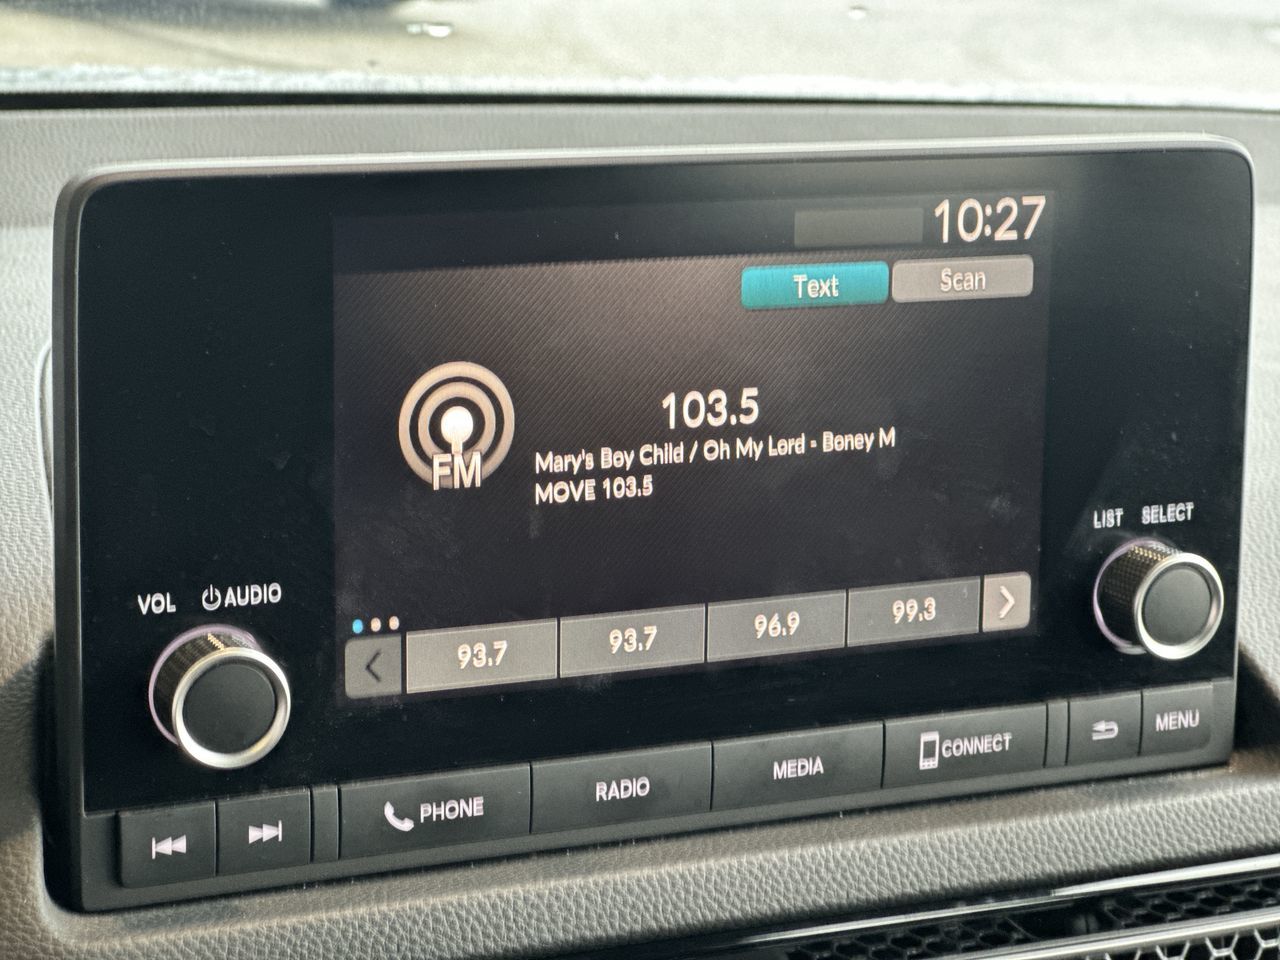 10:27
Text Scan
FM
103.5
Mary's Boy Child / Oh My Lord - Boney M
MOVE 103.5
LIST SELECT
VOL AUDIO
93.7 93.7 96.9 99.3
PHONE RADIO MEDIA CONNECT MENU